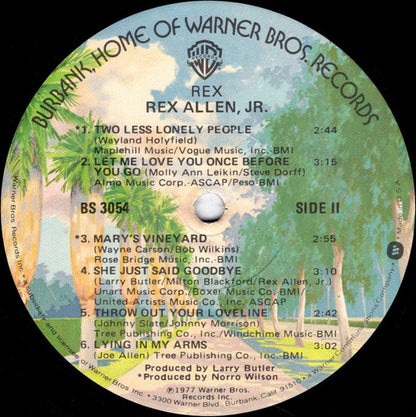 BURBANK, HOME OF WARNER BROS. RECORDS
REX
REX ALLEN, JR.
*1. TWO LESS LONELY PEOPLE 2:44
(Wayland Holyfield)
Maplehill Music/Vogue Music, Inc.-BMI
2. LET ME LOVE YOU ONCE BEFORE 3:15
YOU GO (Molly Ann Leikin/Steve Dorff)
Almo Music Corp.-ASCAP/Peso-BMI
BS 3054 SIDE II
*3. MARY'S VINEYARD 2:55
(Wayne Carson/Bob Wilkins)
Rose Bridge Music, Inc.-BMI
4. SHE JUST SAID GOODBYE 3:10
(Larry Butler/Milton Blackford/Rex Allen, Jr.)
Unart Music Corp./Boxer Music-BMI/
United Artists Music Co., Inc. ASCAP
5. THROW OUT YOUR LOVELINE 2:42
(Johnny Slate/Johnny Morrison)
Tree Publishing Co., Inc./Windchime Music-BMI
6. LYING IN MY ARMS 3:02
(Joe Allen) Tree Publishing Co., Inc.-BMI
Produced by Larry Butler
*Produced by Norro Wilson
℗1977 Warner Bros.
Records Inc.
3300 Warner Blvd., Burbank, Calif. 91510
Made in U.S.A.
W